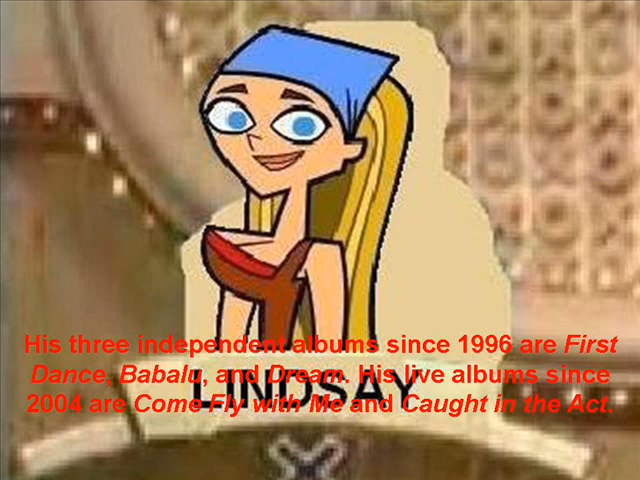 His three independent albums since 1996 are First
Dance, Babalu, and Dream. His live albums since
2004 are Come Fly with Me and Caught in the Act.
LINDSAY